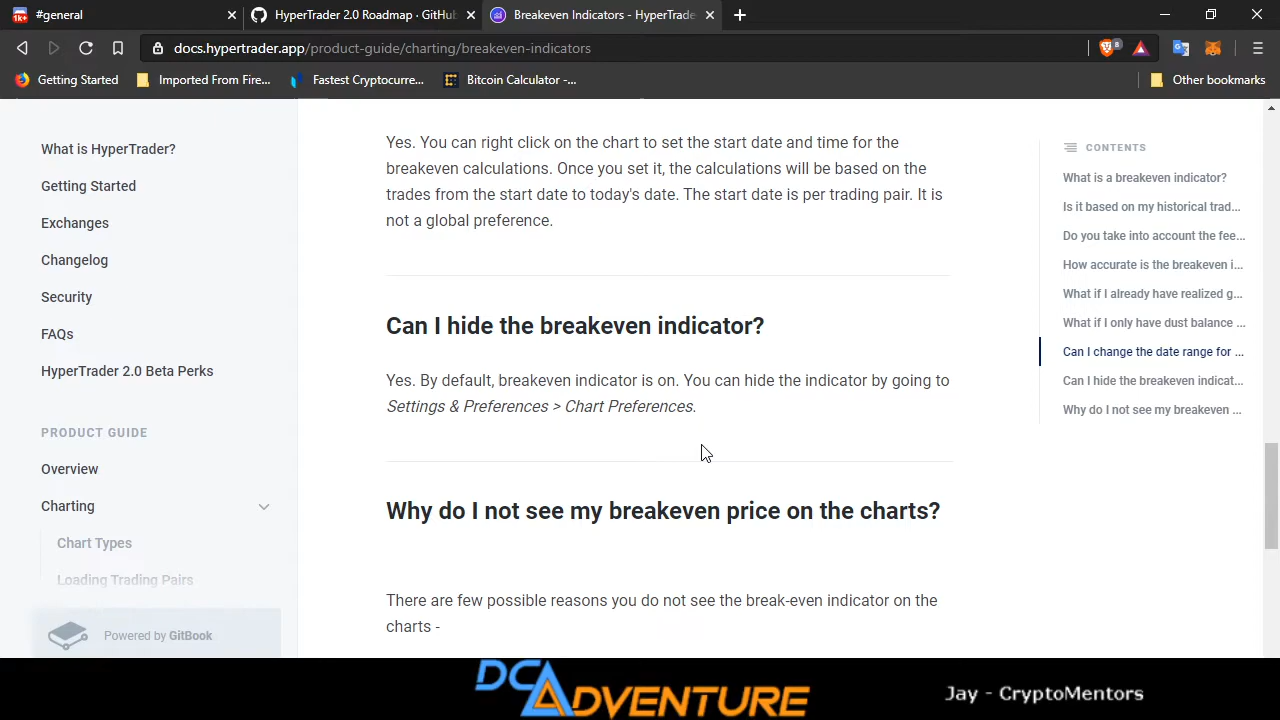 #general
HyperTrader 2.0 Roadmap · GitHub
Breakeven Indicators - HyperTrade
docs.hypertrader.app/product-guide/charting/breakeven-indicators
8
Getting Started
Imported From Fire...
Fastest Cryptocurre...
Bitcoin Calculator -...
Other bookmarks
What is HyperTrader?
Getting Started
Exchanges
Changelog
Security
FAQs
HyperTrader 2.0 Beta Perks
PRODUCT GUIDE
Overview
Charting
Chart Types
Loading Trading Pairs
Powered by GitBook
Yes. You can right click on the chart to set the start date and time for the
breakeven calculations. Once you set it, the calculations will be based on the
trades from the start date to today's date. The start date is per trading pair. It is
not a global preference.
Can I hide the breakeven indicator?
Yes. By default, breakeven indicator is on. You can hide the indicator by going to
Settings & Preferences > Chart Preferences.
Why do I not see my breakeven price on the charts?
There are few possible reasons you do not see the break-even indicator on the
charts -
CONTENTS
What is a breakeven indicator?
Is it based on my historical trad...
Do you take into account the fee...
How accurate is the breakeven i...
What if I already have realized g...
What if I only have dust balance ...
Can I change the date range for ...
Can I hide the breakeven indicat...
Why do I not see my breakeven ...
DCADVENTURE
Jay - CryptoMentors